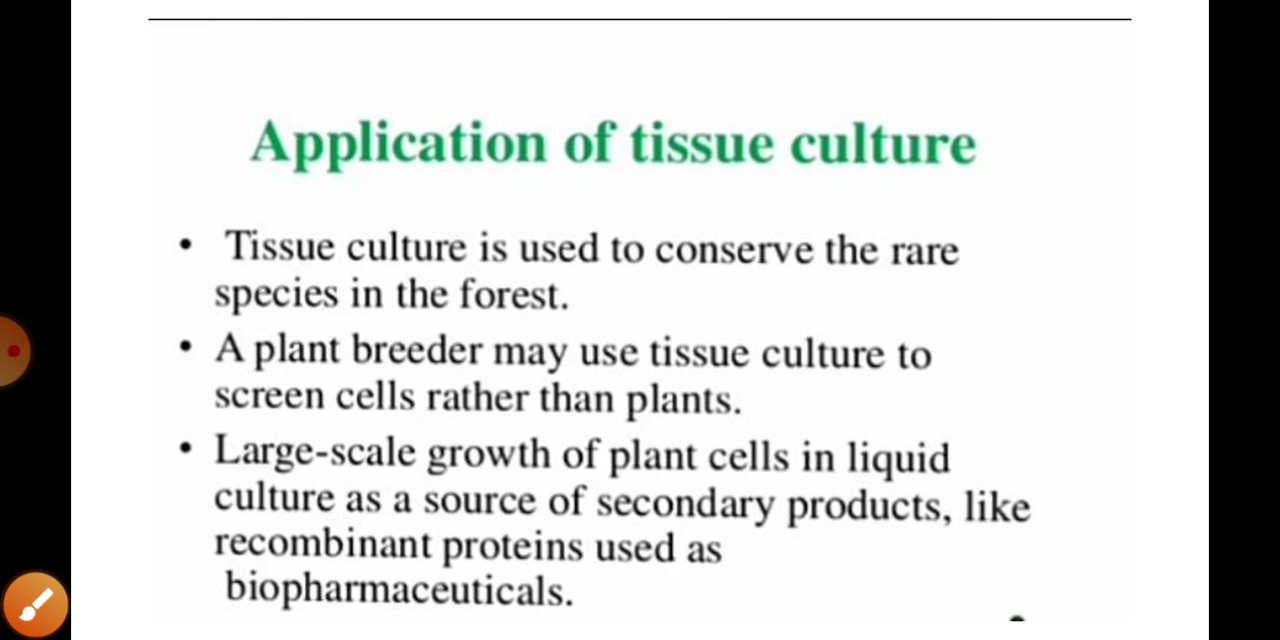 Application of tissue culture
• Tissue culture is used to conserve the rare
species in the forest.
• A plant breeder may use tissue culture to
screen cells rather than plants.
• Large-scale growth of plant cells in liquid
culture as a source of secondary products, like
recombinant proteins used as
biopharmaceuticals.